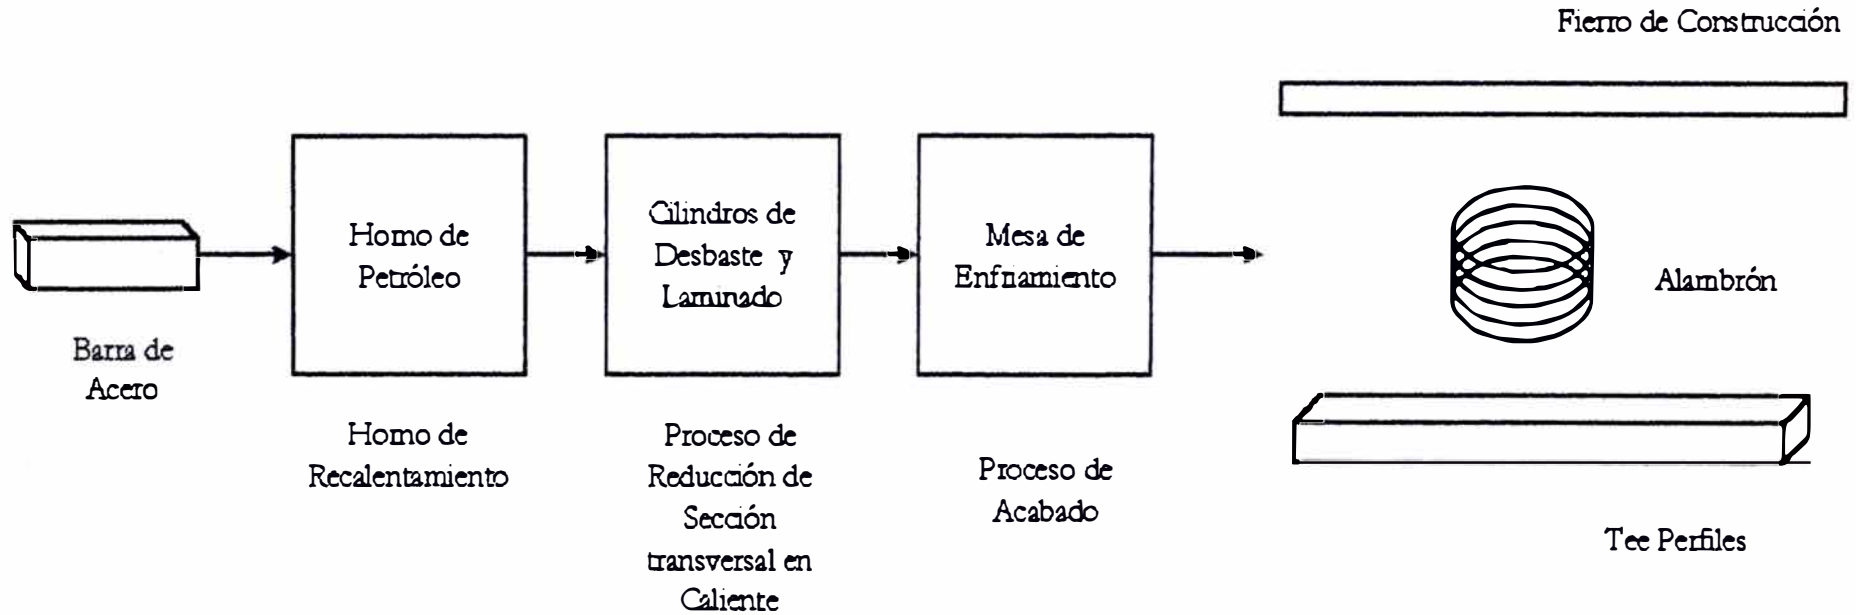 Fierro de Construcción
Horno de
Petróleo
Cilindros de
Desbaste y
Laminado
Mesa de
Enfriamiento
Alambrón
Barra de
Acero
Horno de
Recalentamiento
Proceso de
Reducción de
Sección
transversal en
Caliente
Proceso de
Acabado
Tee Perfiles